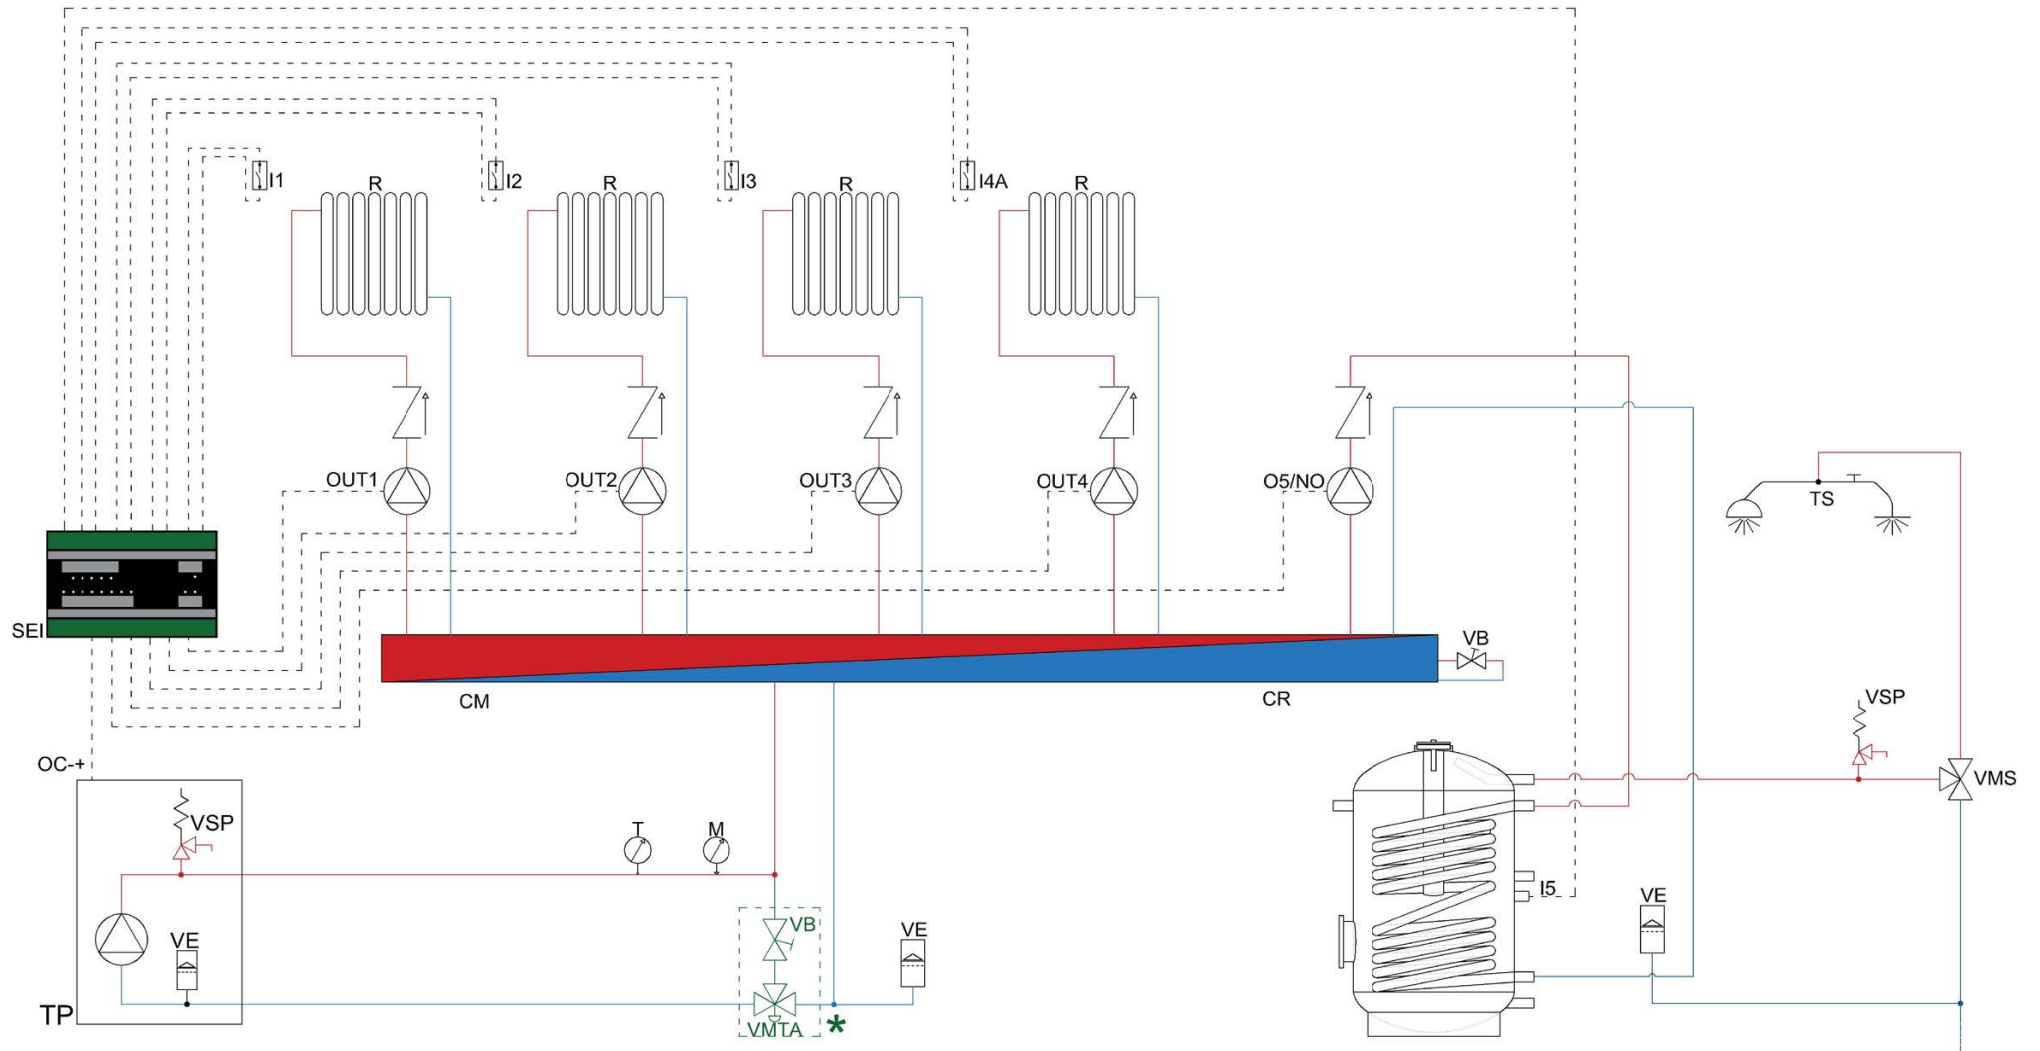 I1
I2
I3
I4A
R
R
R
R
OUT1
OUT2
OUT3
OUT4
O5/NO
TS
SEI
VB
CM
CR
VSP
OC-+
VMS
VSP
T
M
I5
VE
VB
VE
VE
TP
VMTA
*